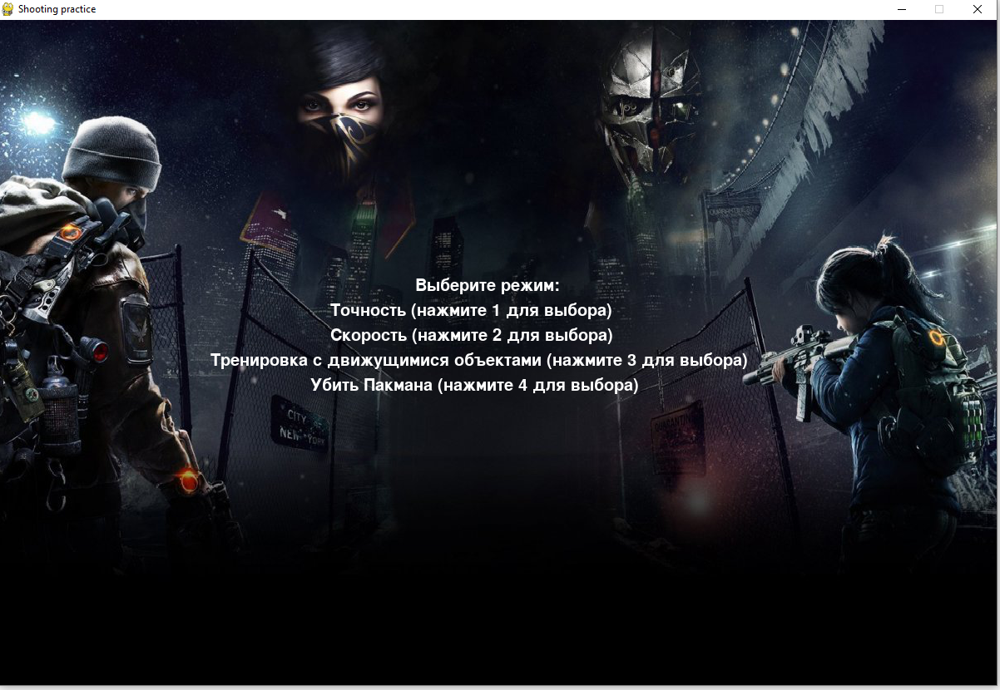 Shooting practice
QUARANTINE
Выберите режим:
Точность (нажмите 1 для выбора)
Скорость (нажмите 2 для выбора)
Тренировка с движущимися объектами (нажмите 3 для выбора)
Убить Пакмана (нажмите 4 для выбора)
CITY
NEW YORK